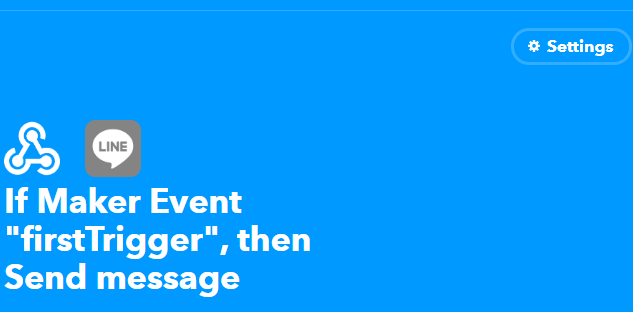 Settings
LINE
If Maker Event
"firstTrigger", then
Send message